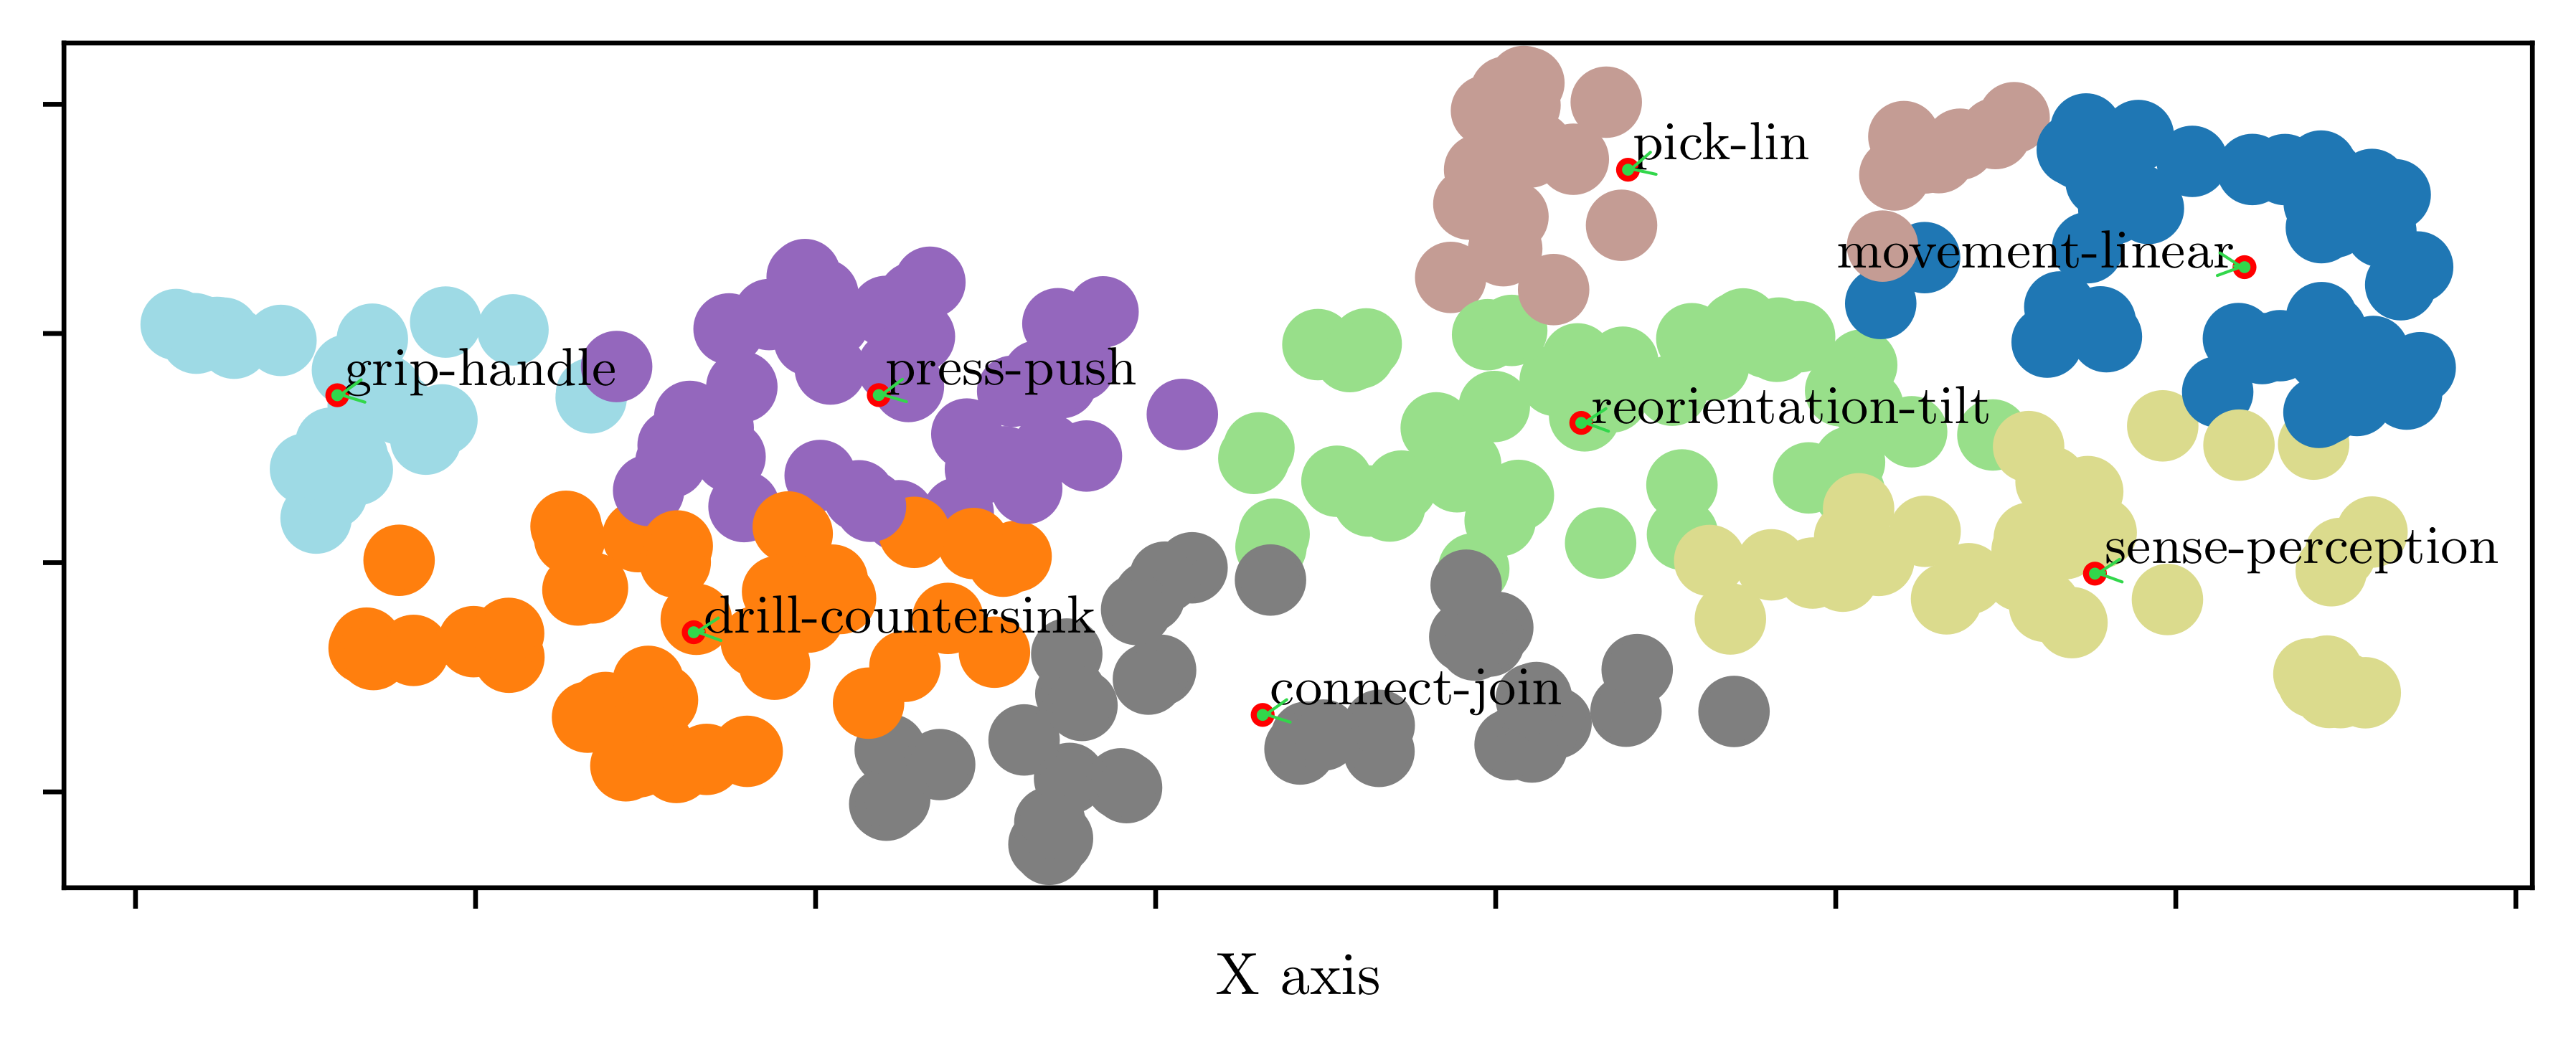 pick-lin
movement-linear
grip-handle
press-push
reorientation-tilt
sense-perception
drill-countersink
connect-join
X axis